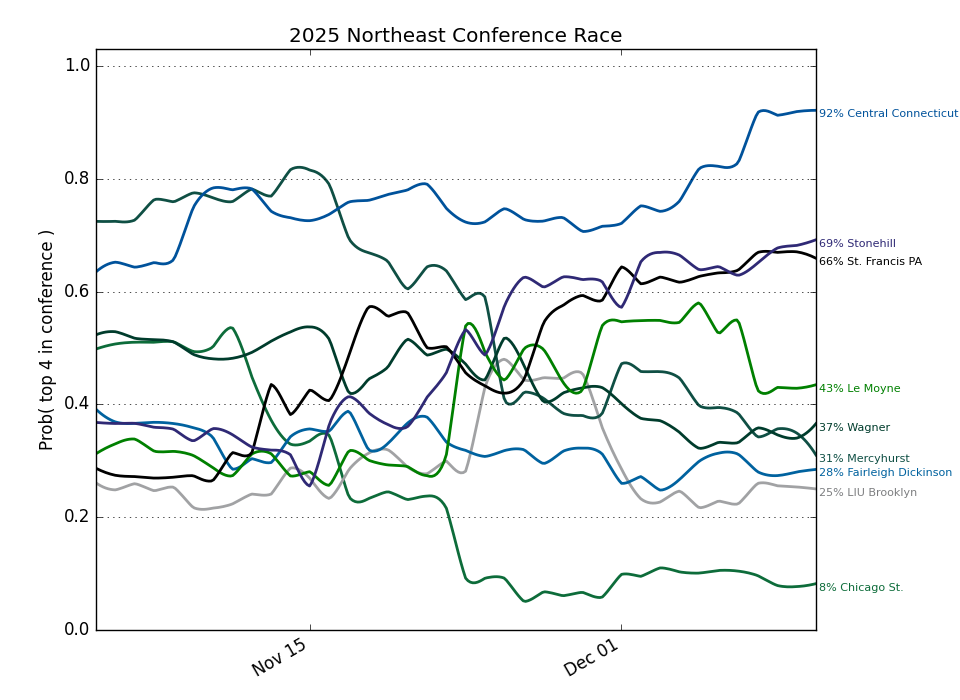 2025 Northeast Conference Race
Prob( top 4 in conference )
1.0
0.8
0.6
0.4
0.2
0.0
Nov 15
Dec 01
92% Central Connecticut
69% Stonehill
66% St. Francis PA
43% Le Moyne
37% Wagner
31% Mercyhurst
28% Fairleigh Dickinson
25% LIU Brooklyn
8% Chicago St.